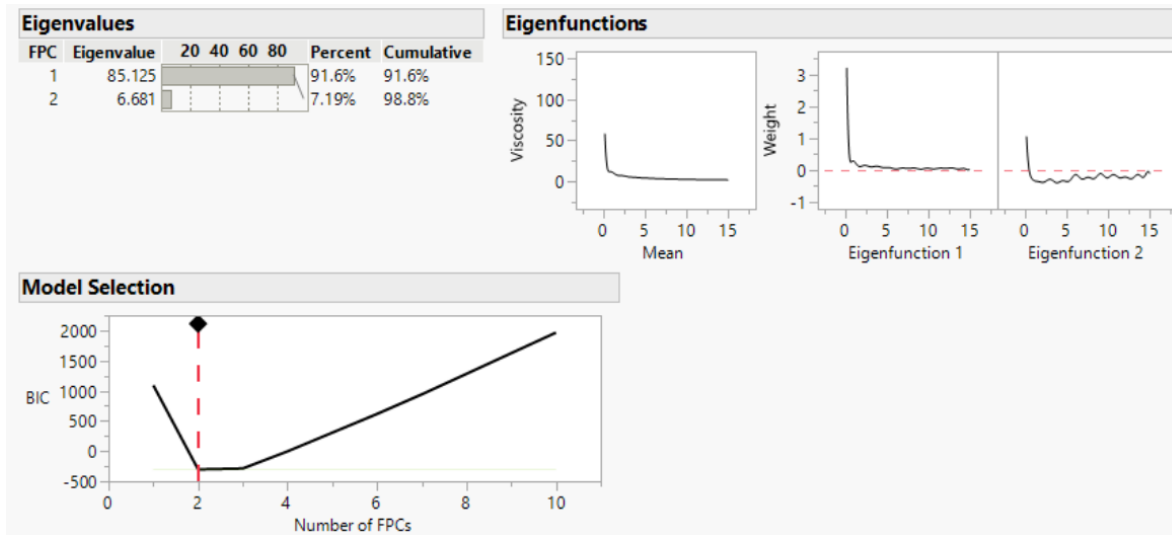 Eigenvalues
FPC Eigenvalue 20 40 60 80 Percent Cumulative
1 85.125 91.6% 91.6%
2 6.681 7.19% 98.8%
Eigenfunctions
150
100
50
0
Viscosity
0 5 10 15
Mean
3
2
1
0
-1
Weight
0 5 10 15
Eigenfunction 1
0 5 10 15
Eigenfunction 2
Model Selection
2000
1500
1000
500
0
-500
BIC
0 2 4 6 8 10
Number of FPCs